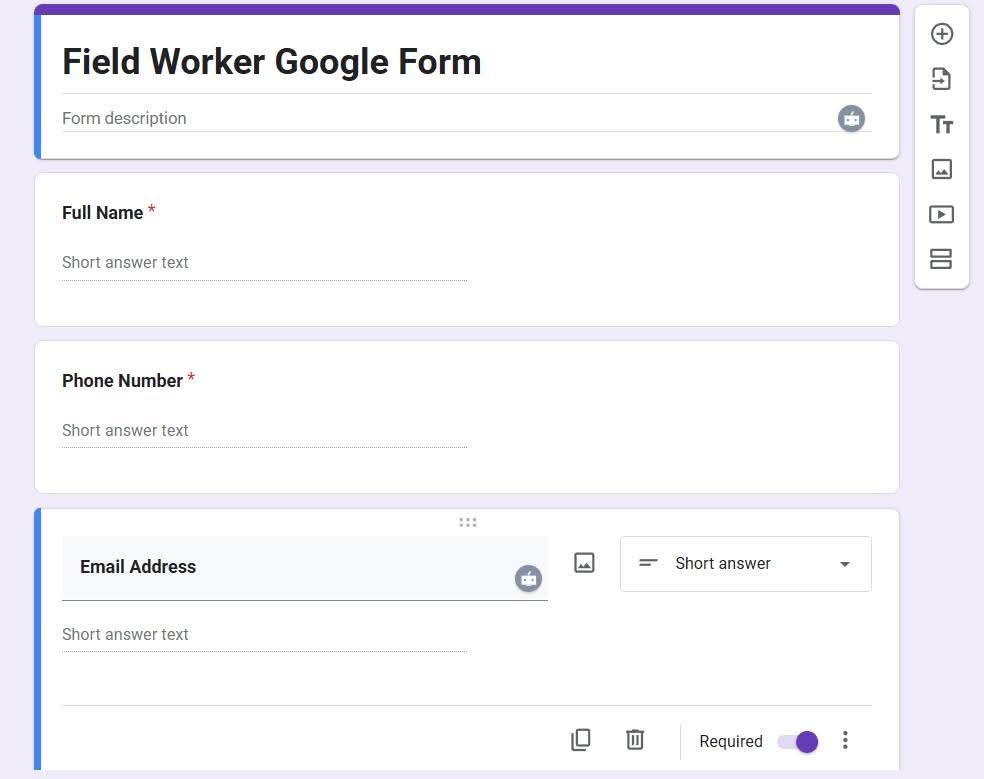 Field Worker Google Form
Form description
Full Name *
Short answer text
Phone Number *
Short answer text
Email Address
Short answer
Short answer text
Required